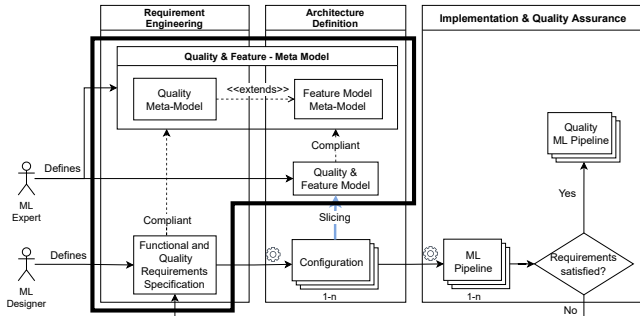 Requirement
Engineering
Architecture
Definition
Implementation & Quality Assurance
Quality & Feature - Meta Model
Quality
Meta-Model
<<extends>>
Feature Model
Meta-Model
Compliant
Quality
ML Pipeline
Defines
ML
Expert
Quality &
Feature Model
Yes
Compliant
Slicing
Defines
ML
Designer
Functional and
Quality
Requirements
Specification
Configuration
1-n
ML
Pipeline
1-n
Requirements
satisfied?
No